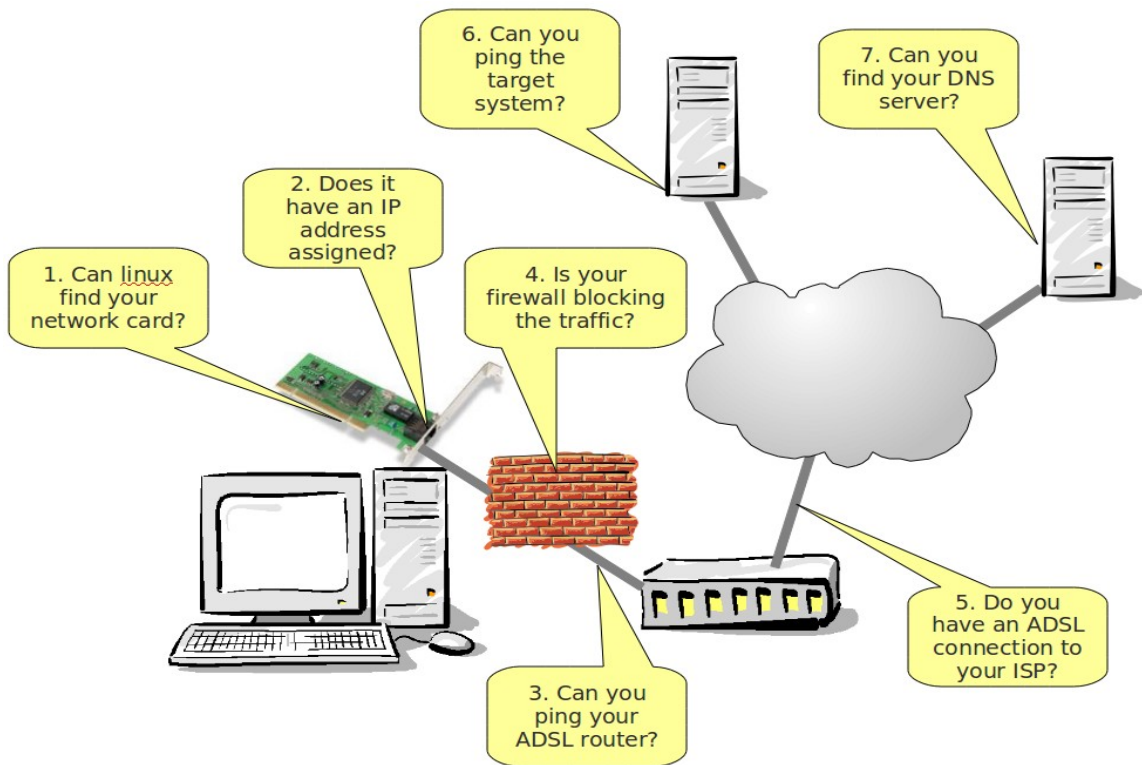 1. Can linux
find your
network card?
2. Does it
have an IP
address
assigned?
3. Can you
ping your
ADSL router?
4. Is your
firewall blocking
the traffic?
5. Do you
have an ADSL
connection to
your ISP?
6. Can you
ping the
target
system?
7. Can you
find your DNS
server?